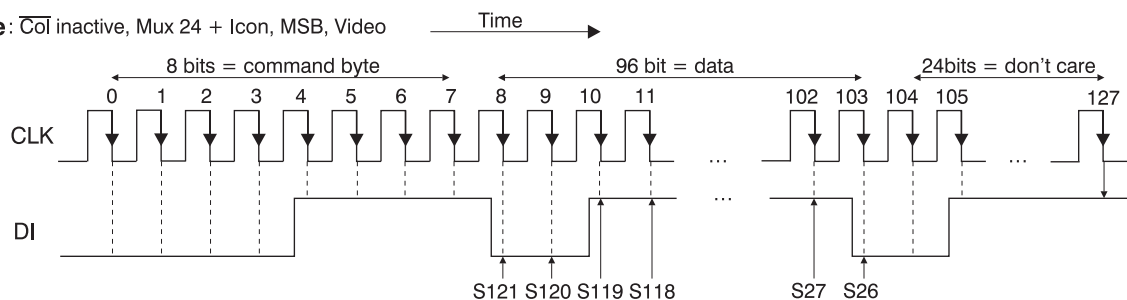 e: Col inactive, Mux 24 + Icon, MSB, Video Time
8 bits = command byte 96 bit = data 24bits = don't care
0 1 2 3 4 5 6 7 8 9 10 11 102 103 104 105 127
CLK ... ...
DI ... ...
S121 S120 S119 S118 S27 S26